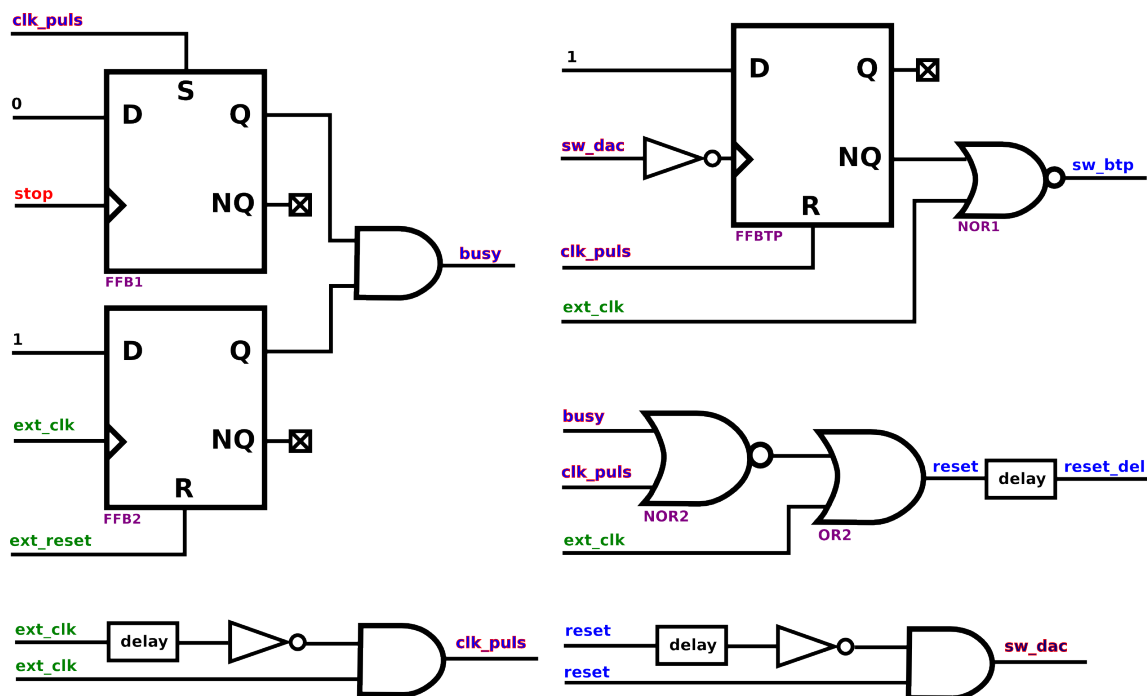 clk_puls
S
0
D
Q
stop
NQ
FFB1
busy
1
D
Q
ext_clk
NQ
R
FFB2
ext_reset
1
D
Q
sw_dac
NQ
R
FFBTP
clk_puls
ext_clk
NOR1
sw_btp
busy
clk_puls
NOR2
ext_clk
OR2
reset
delay
reset_del
ext_clk
delay
ext_clk
clk_puls
reset
delay
reset
sw_dac